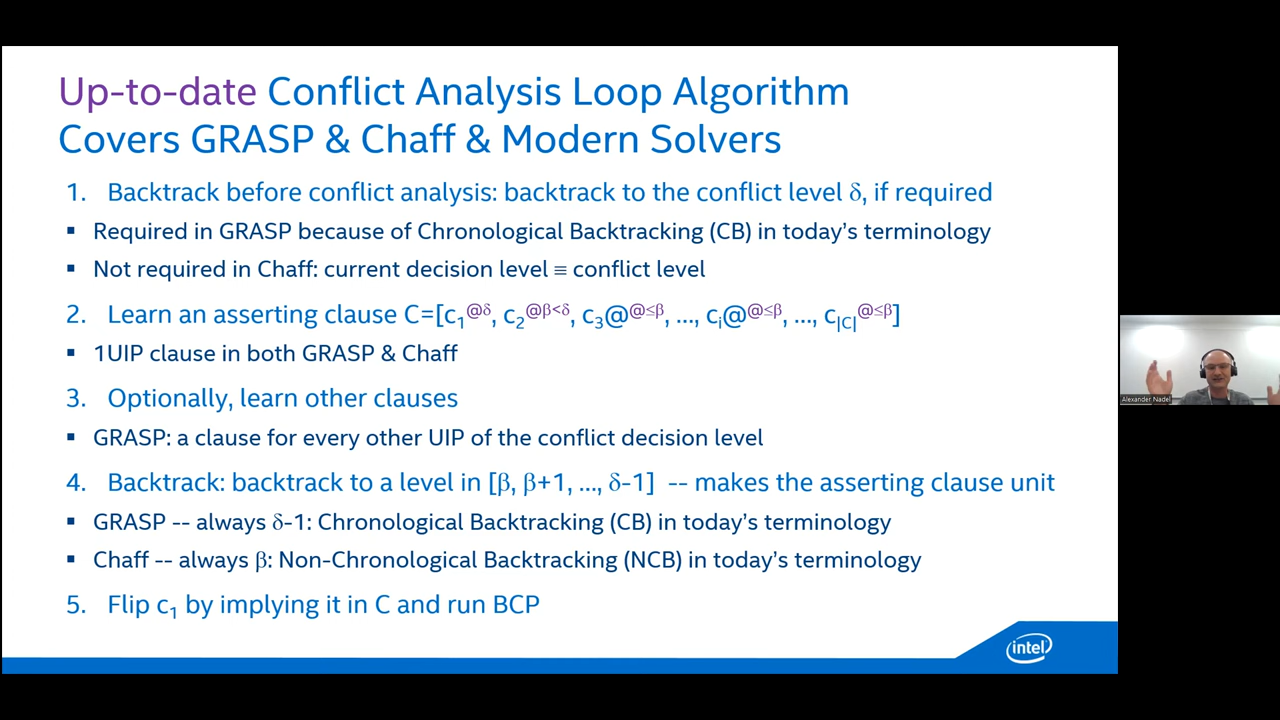 Up-to-date Conflict Analysis Loop Algorithm
Covers GRASP & Chaff & Modern Solvers
1. Backtrack before conflict analysis: backtrack to the conflict level δ, if required
▪ Required in GRASP because of Chronological Backtracking (CB) in today's terminology
▪ Not required in Chaff: current decision level ≡ conflict level
2. Learn an asserting clause C=[c1@δ, c2@β<δ, c3@@≤β, ..., ci@@≤β, ..., c|C|@≤β]
▪ 1UIP clause in both GRASP & Chaff
3. Optionally, learn other clauses
▪ GRASP: a clause for every other UIP of the conflict decision level
4. Backtrack: backtrack to a level in [β, β+1, ..., δ-1] -- makes the asserting clause unit
▪ GRASP -- always δ-1: Chronological Backtracking (CB) in today's terminology
▪ Chaff -- always β: Non-Chronological Backtracking (NCB) in today's terminology
5. Flip c1 by implying it in C and run BCP
intel
Alexander Nadel